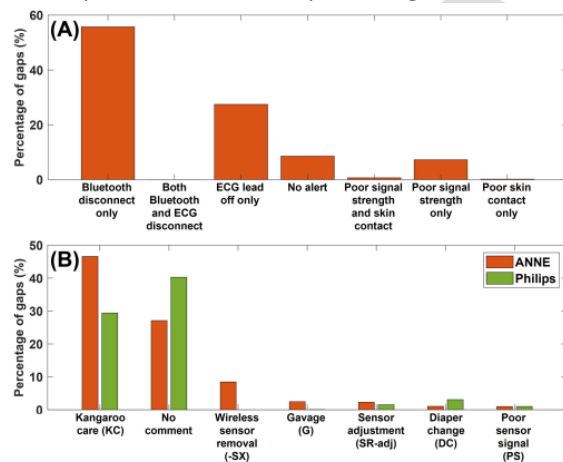 (A)
Percentage of gaps (%)
60
40
20
0
Bluetooth
disconnect
only
Both
Bluetooth
and ECG
disconnect
ECG lead
off only
No alert
Poor signal
strength
and skin
contact
Poor signal
strength
only
Poor skin
contact
only
(B)
Percentage of gaps (%)
50
40
30
20
10
0
ANNE
Philips
Kangaroo
care (KC)
No
comment
Wireless
sensor
removal
(-SX)
Gavage
(G)
Sensor
adjustment
(SR-adj)
Diaper
change
(DC)
Poor
sensor
signal
(PS)